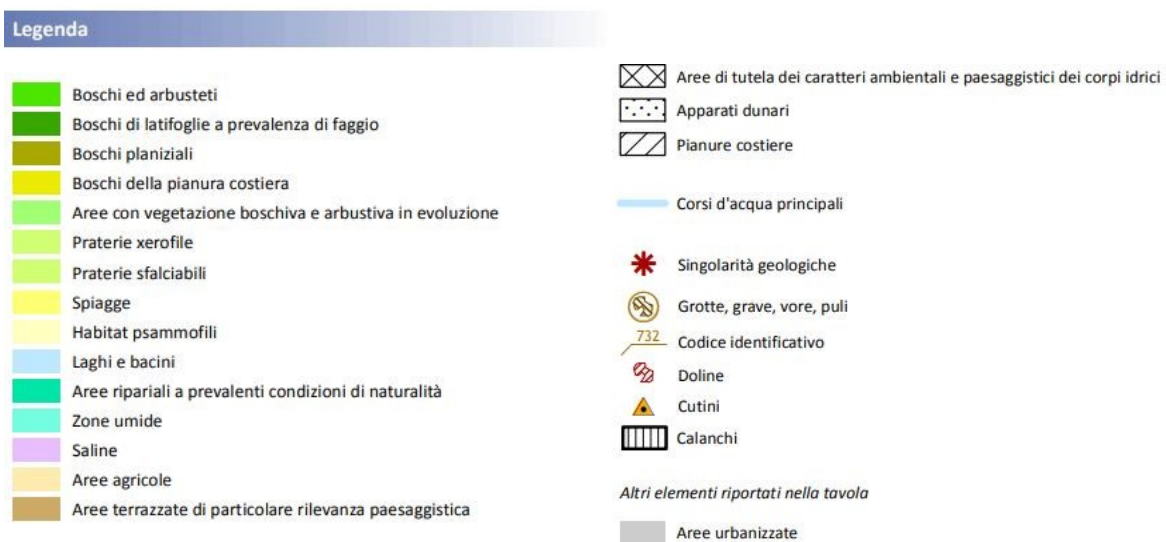 Legenda
Boschi ed arbusteti
Boschi di latifoglie a prevalenza di faggio
Boschi planiziali
Boschi della pianura costiera
Aree con vegetazione boschiva e arbustiva in evoluzione
Praterie xerofile
Praterie sfalciabili
Spiagge
Habitat psammofili
Laghi e bacini
Aree ripariali a prevalenti condizioni di naturalità
Zone umide
Saline
Aree agricole
Aree terrazzate di particolare rilevanza paesaggistica
Aree di tutela dei caratteri ambientali e paesaggistici dei corpi idrici
Apparati dunari
Pianure costiere
Corsi d'acqua principali
Singolarità geologiche
Grotte, grave, vore, puli
732 Codice identificativo
Doline
Cutini
Calanchi
Altri elementi riportati nella tavola
Aree urbanizzate